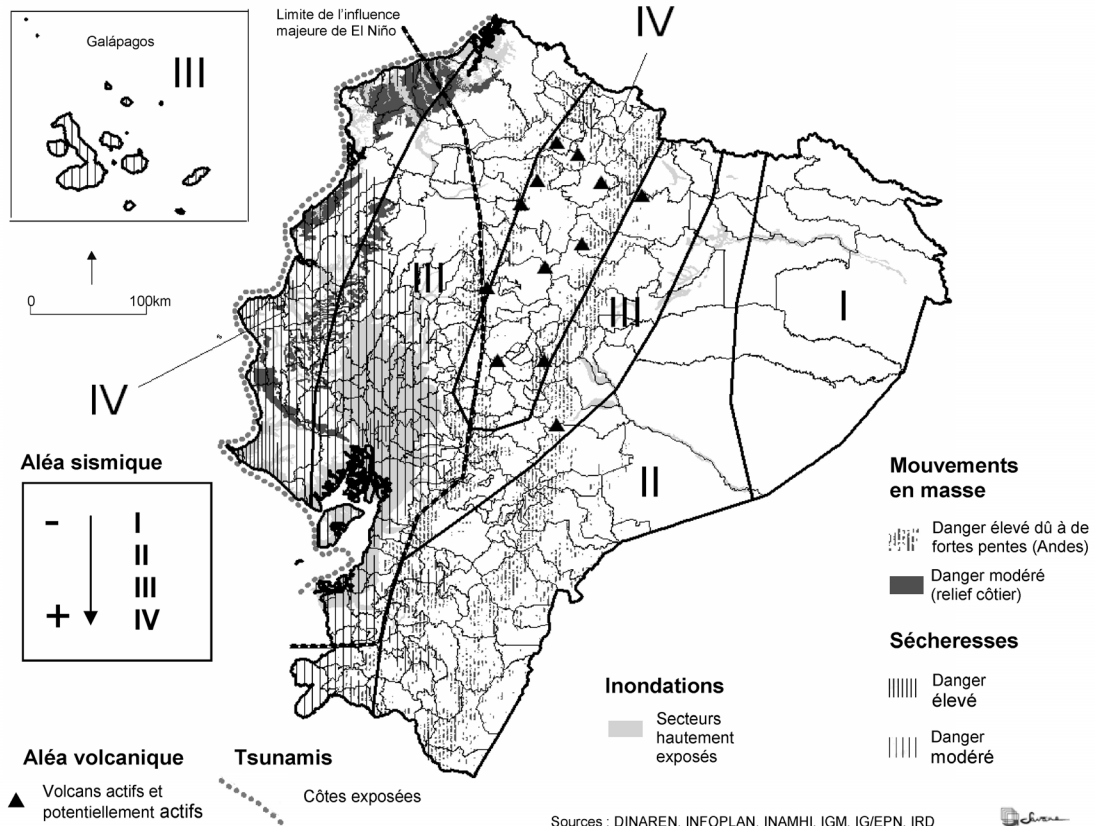 Limite de l'influence
majeure de El Niño
IV
Galápagos
III
0 100km
III
III
I
IV
II
Aléa sismique
- I
II
III
+ IV
Mouvements
en masse
Danger élevé dû à de
fortes pentes (Andes)
Danger modéré
(relief côtier)
Sécheresses
Danger
élevé
Danger
modéré
Inondations
Secteurs
hautement
exposés
Aléa volcanique
Volcans actifs et
potentiellement actifs
Tsunamis
Côtes exposées
Sources : DINAREN, INFOPLAN, INAMHI, IGM, IG/EPN, IRD